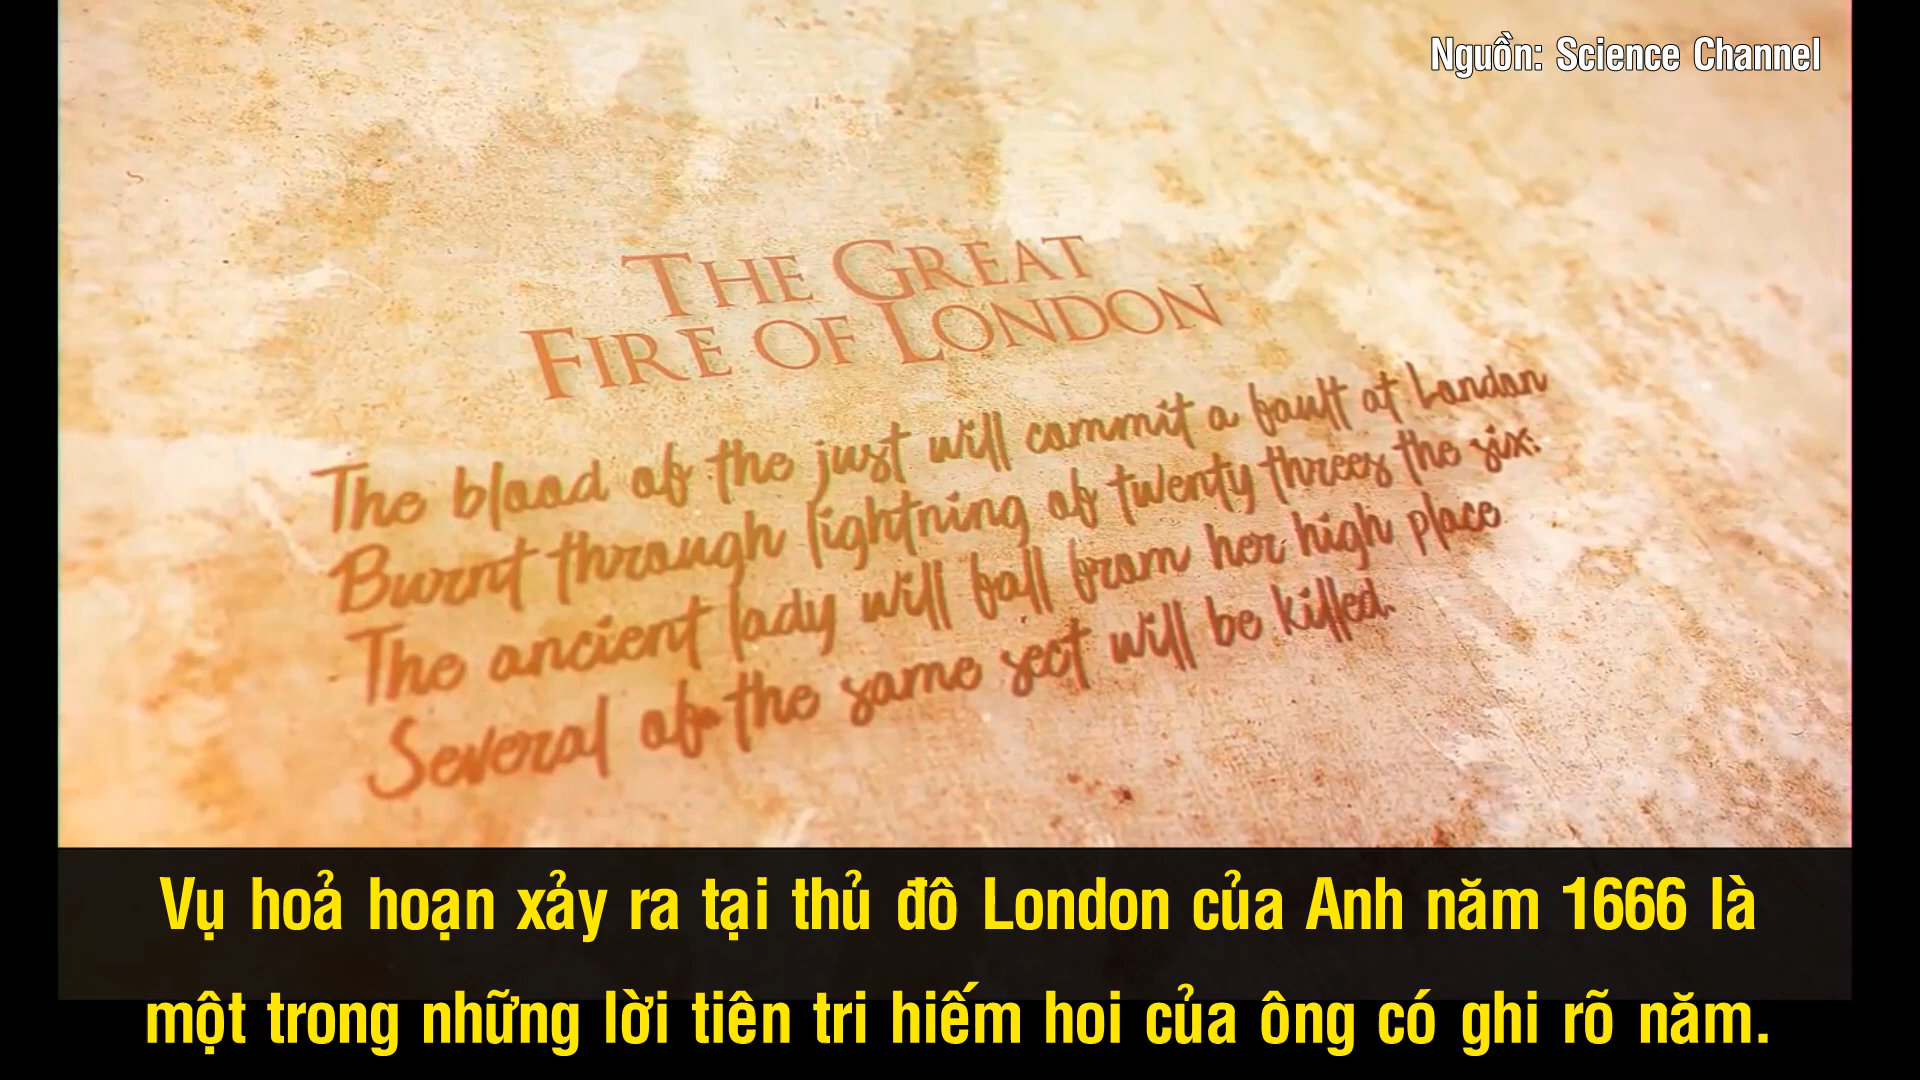 Nguồn: Science Channel
THE GREAT
FIRE OF LONDON
The blood of the just will commit a fault at London
Burnt through lightning of twenty threes the six:
The ancient lady will fall from her high place
Several of the same sect will be killed.
Vụ hoả hoạn xảy ra tại thủ đô London của Anh năm 1666 là
một trong những lời tiên tri hiếm hoi của ông có ghi rõ năm.